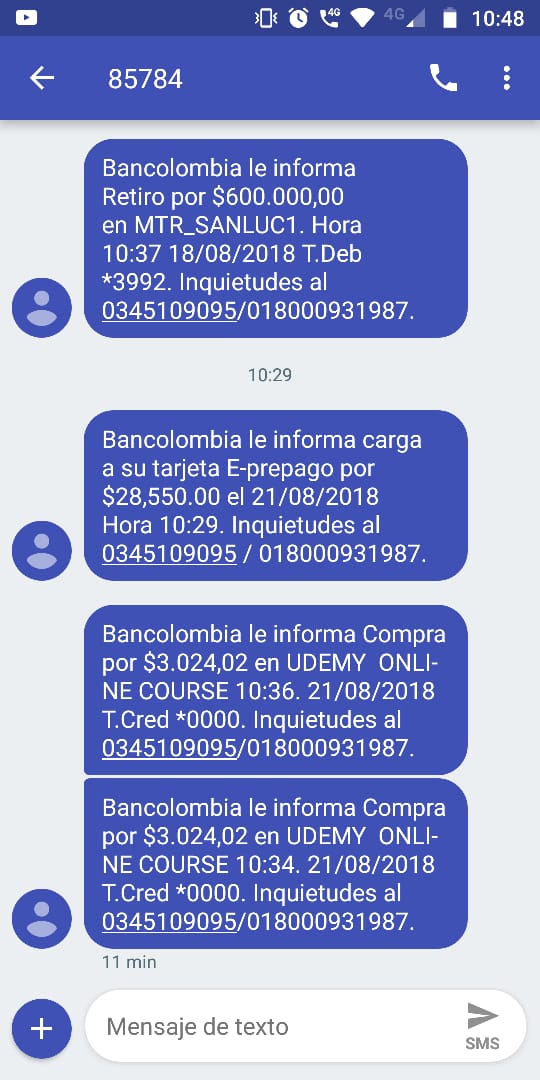 4G
4G
10:48
85784
Bancolombia le informa
Retiro por $600.000,00
en MTR_SANLUC1. Hora
10:37 18/08/2018 T.Deb
*3992. Inquietudes al
0345109095/018000931987.
10:29
Bancolombia le informa carga
a su tarjeta E-prepago por
$28,550.00 el 21/08/2018
Hora 10:29. Inquietudes al
0345109095 / 018000931987.
Bancolombia le informa Compra
por $3.024,02 en UDEMY  ONLI-
NE COURSE 10:36. 21/08/2018
T.Cred *0000. Inquietudes al
0345109095/018000931987.
Bancolombia le informa Compra
por $3.024,02 en UDEMY  ONLI-
NE COURSE 10:34. 21/08/2018
T.Cred *0000. Inquietudes al
0345109095/018000931987.
11 min
Mensaje de texto
SMS